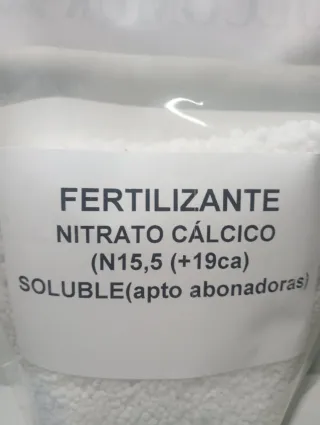 FERTILIZANTE
NITRATO CÁLCICO
(N15,5 (+19ca)
SOLUBLE(apto abonadoras)